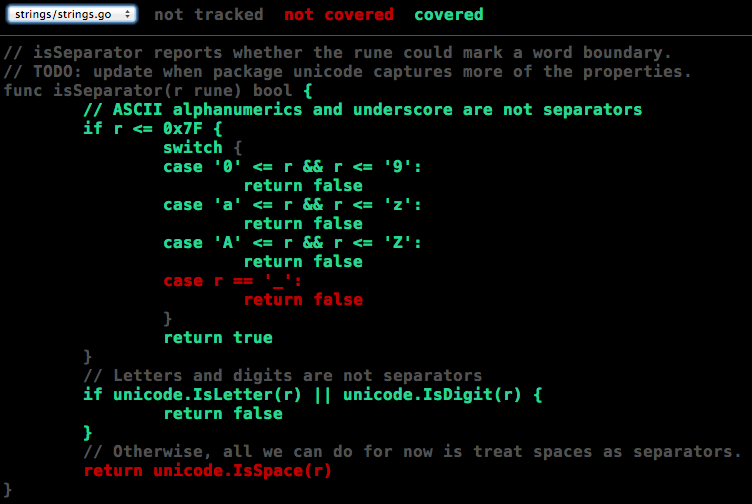 strings/strings.go not tracked not covered covered
// isSeparator reports whether the rune could mark a word boundary.
// TODO: update when package unicode captures more of the properties.
func isSeparator(r rune) bool {
        // ASCII alphanumerics and underscore are not separators
        if r <= 0x7F {
                switch {
                case '0' <= r && r <= '9':
                        return false
                case 'a' <= r && r <= 'z':
                        return false
                case 'A' <= r && r <= 'Z':
                        return false
                case r == '_':
                        return false
                }
                return true
        }
        // Letters and digits are not separators
        if unicode.IsLetter(r) || unicode.IsDigit(r) {
                return false
        }
        // Otherwise, all we can do for now is treat spaces as separators.
        return unicode.IsSpace(r)
}